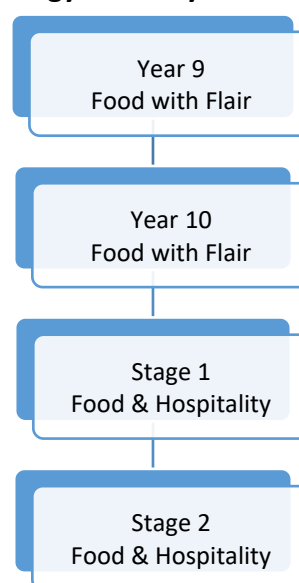 Year 9
Food with Flair
Year 10
Food with Flair
Stage 1
Food & Hospitality
Stage 2
Food & Hospitality